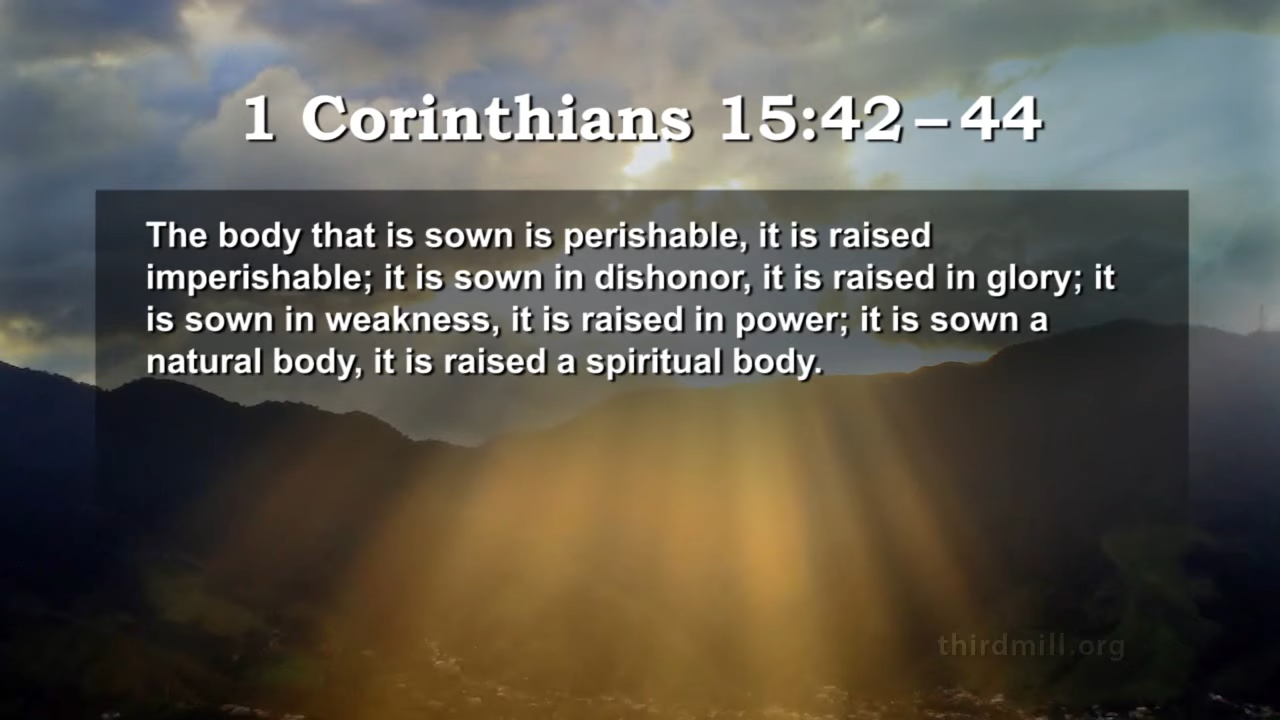 1 Corinthians 15:42–44
The body that is sown is perishable, it is raised
imperishable; it is sown in dishonor, it is raised in glory; it
is sown in weakness, it is raised in power; it is sown a
natural body, it is raised a spiritual body.
thirdmill.org